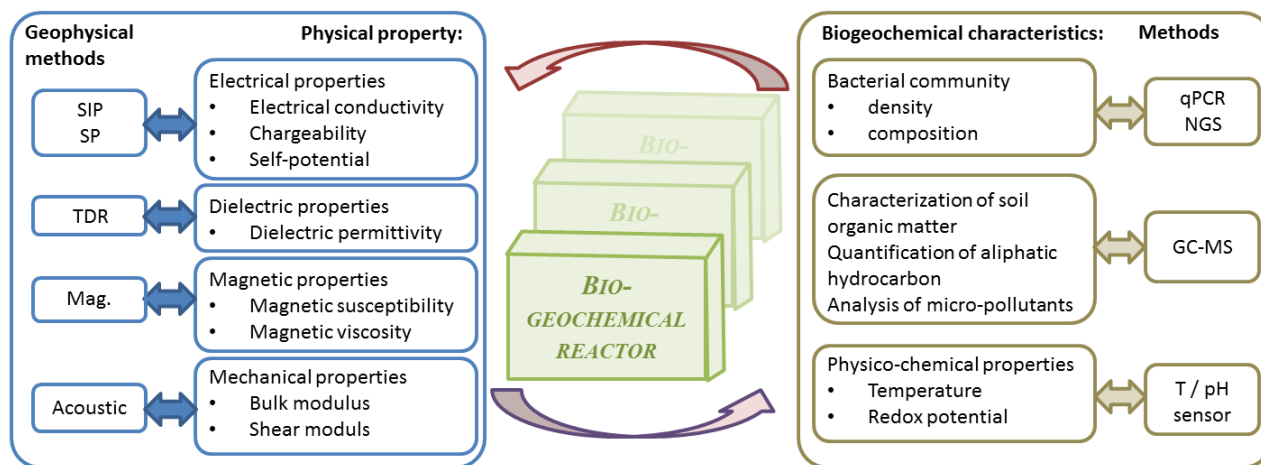 Geophysical
methods
Physical property:
SIP
SP
Electrical properties
• Electrical conductivity
• Chargeability
• Self-potential
TDR
Dielectric properties
• Dielectric permittivity
Mag.
Magnetic properties
• Magnetic susceptibility
• Magnetic viscosity
Acoustic
Mechanical properties
• Bulk modulus
• Shear moduls
BIO-
BIO-
BIO-
GEOCHEMICAL
REACTOR
Biogeochemical characteristics:
Methods
Bacterial community
• density
• composition
qPCR
NGS
Characterization of soil
organic matter
Quantification of aliphatic
hydrocarbon
Analysis of micro-pollutants
GC-MS
Physico-chemical properties
• Temperature
• Redox potential
T / pH
sensor